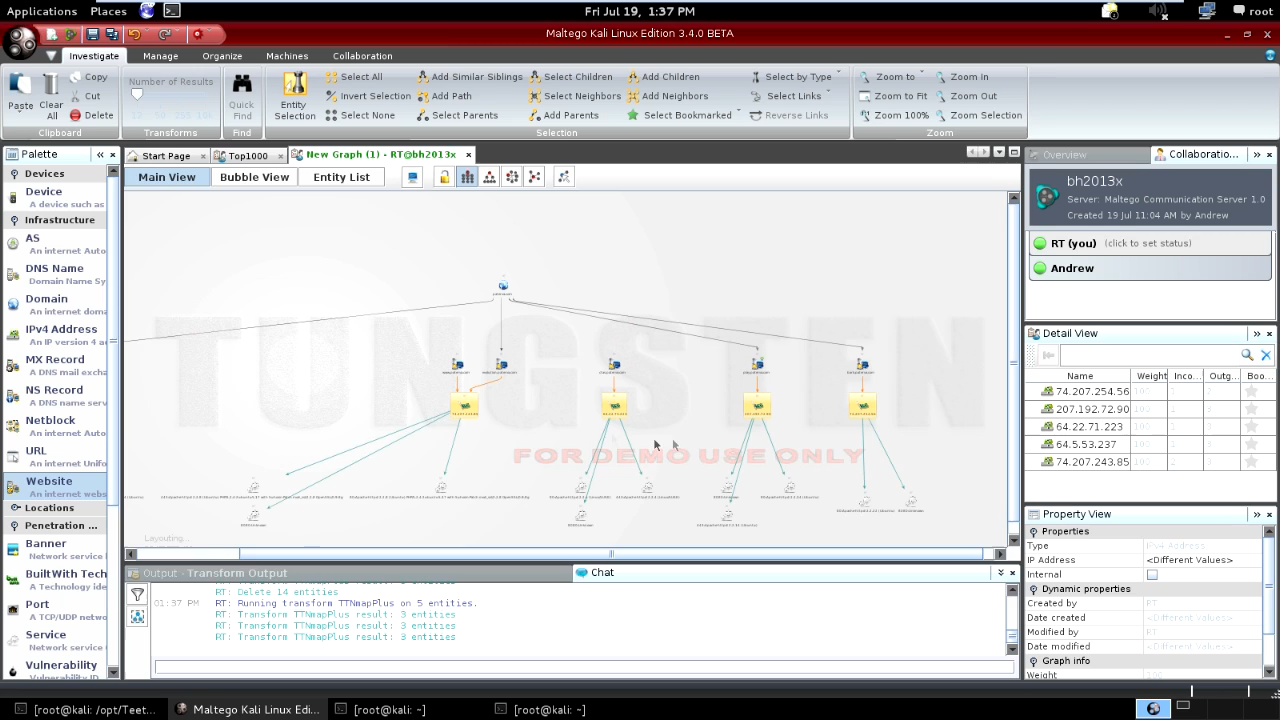 Applications Places
Fri Jul 19, 1:37 PM
root
Maltego Kali Linux Edition 3.4.0 BETA
Investigate Manage Organize Machines Collaboration
Paste
Clear All
Copy
Cut
Delete
Clipboard
Number of Results
Transforms
Quick Find
Find
Entity Selection
Select All
Invert Selection
Select None
Add Similar Siblings
Add Path
Select Parents
Select Children
Select Neighbors
Add Parents
Add Children
Add Neighbors
Select Bookmarked
Select by Type
Select Links
Reverse Links
Selection
Zoom to
Zoom to Fit
Zoom 100%
Zoom In
Zoom Out
Zoom Selection
Zoom
Palette
Devices
Device
A device such as
Infrastructure
AS
An internet Auto
DNS Name
Domain Name Sy
Domain
An internet doma
IPv4 Address
An IP version 4 a
MX Record
A DNS mail exch
NS Record
A DNS name serv
Netblock
An internet Auto
URL
An internet Unifo
Website
An internet webs
Locations
Penetration ...
Banner
Network service
BuiltWith Tech
A Technology ide
Port
A TCP/UDP netwo
Service
Network service
Vulnerability
Start Page Top1000 New Graph (1) - RT@bh2013x
Main View Bubble View Entity List
TUNGSTEN
FOR DEMO USE ONLY
Layouting...
Output - Transform Output
Chat
RT: Delete 14 entities
01:37 PM RT: Running transform TTNmapPlus on 5 entities.
RT: Transform TTNmapPlus result: 3 entities
RT: Transform TTNmapPlus result: 3 entities
RT: Transform TTNmapPlus result: 3 entities
Overview Collaboratio...
bh2013x
Server: Maltego Communication Server 1.0
Created 19 Jul 11:04 AM by Andrew
RT (you) (click to set status)
Andrew
Detail View
Name Weight Inco... Outg... Boo...
74.207.254.56
207.192.72.90
64.22.71.223
64.5.53.237
74.207.243.85
Property View
Properties
Type IPv4 Address
IP Address <Different Values>
Internal
Dynamic properties
Created by RT
Date created <Different Values>
Modified by RT
Date modified <Different Values>
Graph info
Weight
[root@kali: /opt/Teet... Maltego Kali Linux Edi... [root@kali: ~] [root@kali: ~]